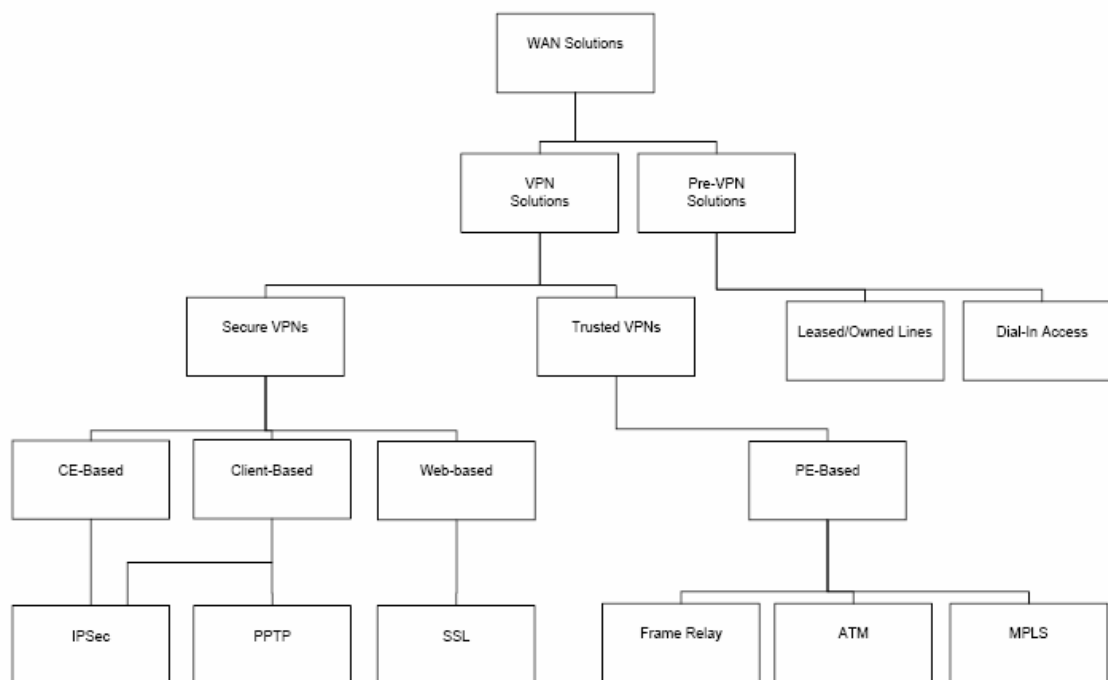 WAN Solutions
VPN
Solutions
Pre-VPN
Solutions
Secure VPNs
Trusted VPNs
Leased/Owned Lines
Dial-In Access
CE-Based
Client-Based
Web-based
PE-Based
IPSec
PPTP
SSL
Frame Relay
ATM
MPLS